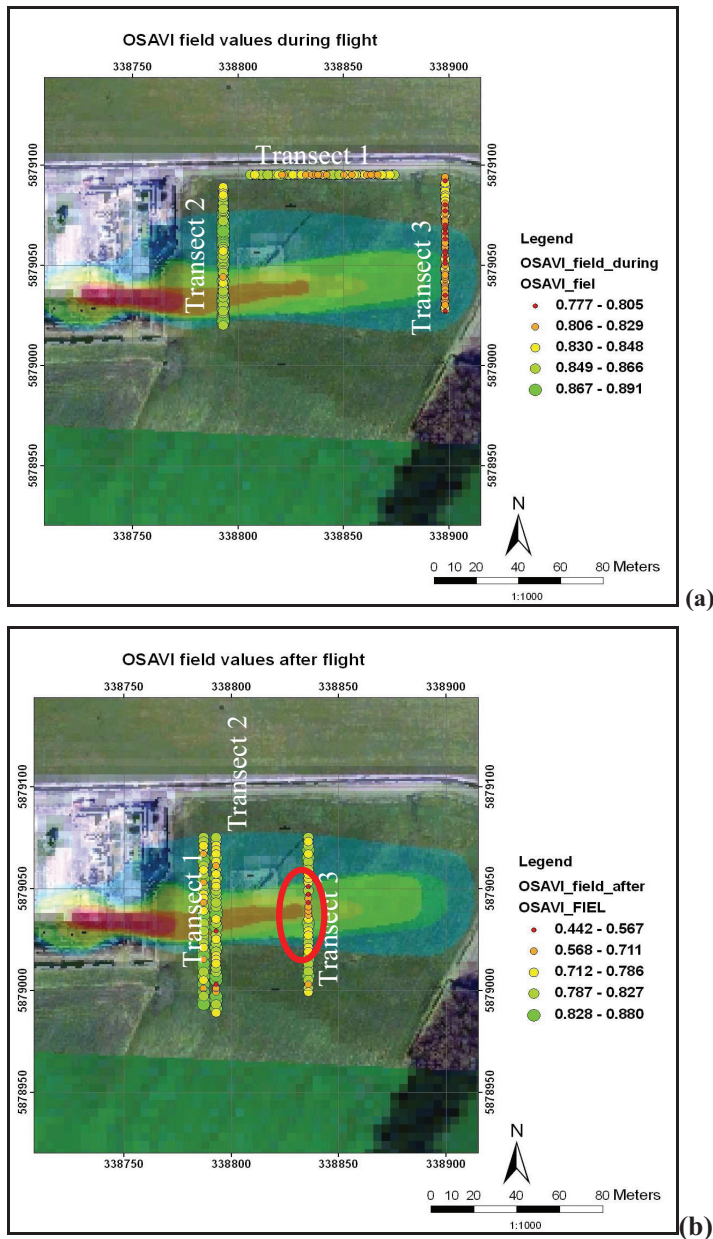 OSAVI field values during flight
338750 338800 338850 338900
5879100
5879050
5879000
5878950
5879100
5879050
5879000
5878950
Transect 1
Transect 2
Transect 3
338750 338800 338850 338900
Legend
OSAVI_field_during
OSAVI_fiel
0.777 - 0.805
0.806 - 0.829
0.830 - 0.848
0.849 - 0.866
0.867 - 0.891
N
0 10 20 40 60 80 Meters
1:1000
(a)
OSAVI field values after flight
338750 338800 338850 338900
5879100
5879050
5879000
5878950
5879100
5879050
5879000
5878950
Transect 1
Transect 2
Transect 3
338750 338800 338850 338900
Legend
OSAVI_field_after
OSAVI_FIEL
0.442 - 0.567
0.568 - 0.711
0.712 - 0.786
0.787 - 0.827
0.828 - 0.880
N
0 10 20 40 60 80 Meters
1:1000
(b)